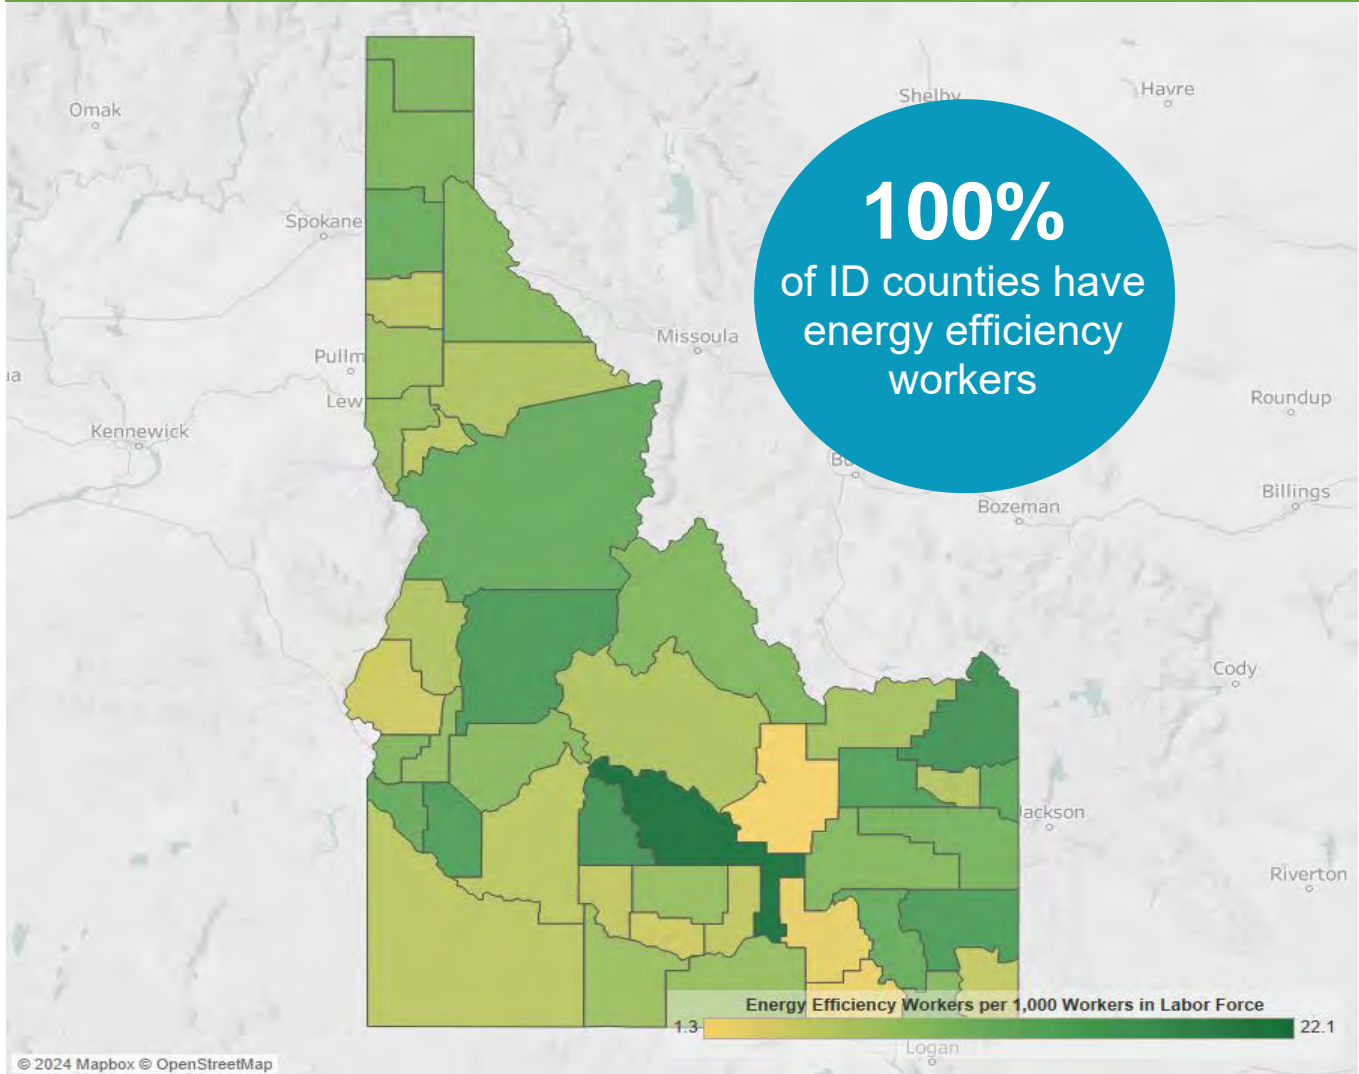 Omak
Shelby
Havre
100%
of ID counties have
energy efficiency
workers
Spokane
Missoula
Pullm
Lew
Kennewick
Roundup
Billings
Bozeman
Cody
Jackson
Riverton
Energy Efficiency Workers per 1,000 Workers in Labor Force
1.3
22.1
Logan
© 2024 Mapbox © OpenStreetMap